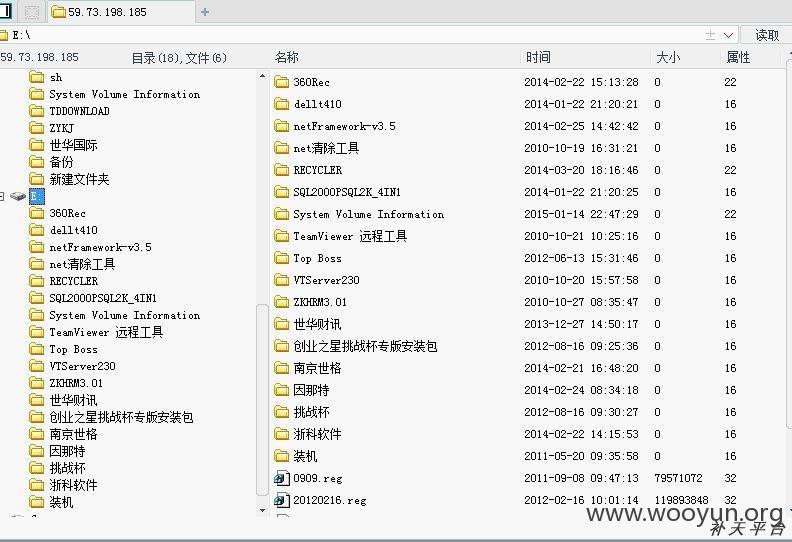 59.73.198.185
E:\ 读取
59.73.198.185 目录(18),文件(6) 名称 时间 大小 属性
sh
System Volume Information
TDDOWNLOAD
ZYKJ
世华国际
备份
新建文件夹
E:
360Rec
dellt410
netFramework-v3.5
net清除工具
RECYCLER
SQL2000PSQL2K_4IN1
System Volume Information
TeamViewer 远程工具
Top Boss
VTServer230
ZKHRM3.01
世华财讯
创业之星挑战杯专版安装包
南京世格
因那特
挑战杯
浙科软件
装机
360Rec 2014-02-22 15:13:28 0 22
dellt410 2014-01-22 21:20:21 0 16
netFramework-v3.5 2014-02-25 14:42:42 0 16
net清除工具 2010-10-19 16:31:21 0 16
RECYCLER 2014-03-20 18:16:46 0 22
SQL2000PSQL2K_4IN1 2014-01-22 21:20:25 0 16
System Volume Information 2015-01-14 22:47:29 0 22
TeamViewer 远程工具 2010-10-21 10:25:16 0 16
Top Boss 2012-06-13 15:31:46 0 16
VTServer230 2010-10-20 15:57:58 0 16
ZKHRM3.01 2010-10-27 08:35:47 0 16
世华财讯 2013-12-27 14:50:17 0 16
创业之星挑战杯专版安装包 2012-08-16 09:25:36 0 16
南京世格 2014-02-21 16:48:20 0 16
因那特 2014-02-24 08:34:18 0 16
挑战杯 2012-08-16 09:30:27 0 16
浙科软件 2014-02-22 14:15:53 0 16
装机 2011-05-20 09:35:58 0 16
0909.reg 2011-09-08 09:47:13 79571072 32
20120216.reg 2012-02-16 10:01:14 119893848 32
www.wooyun.org
补天平台